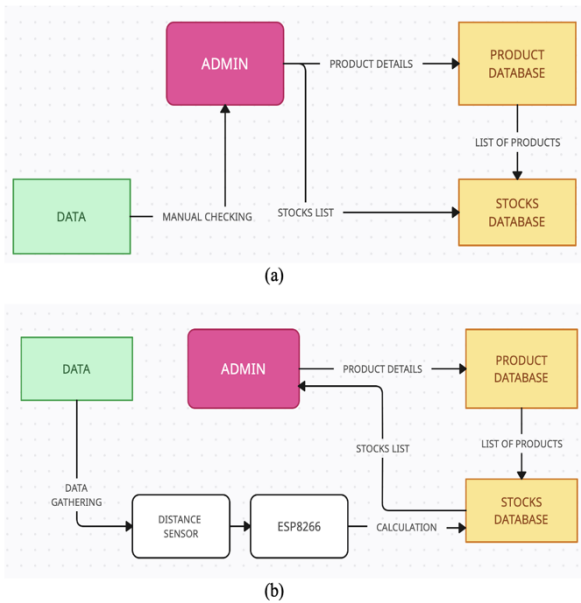 ADMIN
PRODUCT DETAILS
PRODUCT
DATABASE
LIST OF PRODUCTS
DATA
MANUAL CHECKING
STOCKS LIST
STOCKS
DATABASE
(a)
DATA
ADMIN
PRODUCT DETAILS
PRODUCT
DATABASE
STOCKS LIST
LIST OF PRODUCTS
DATA
GATHERING
DISTANCE
SENSOR
ESP8266
CALCULATION
STOCKS
DATABASE
(b)